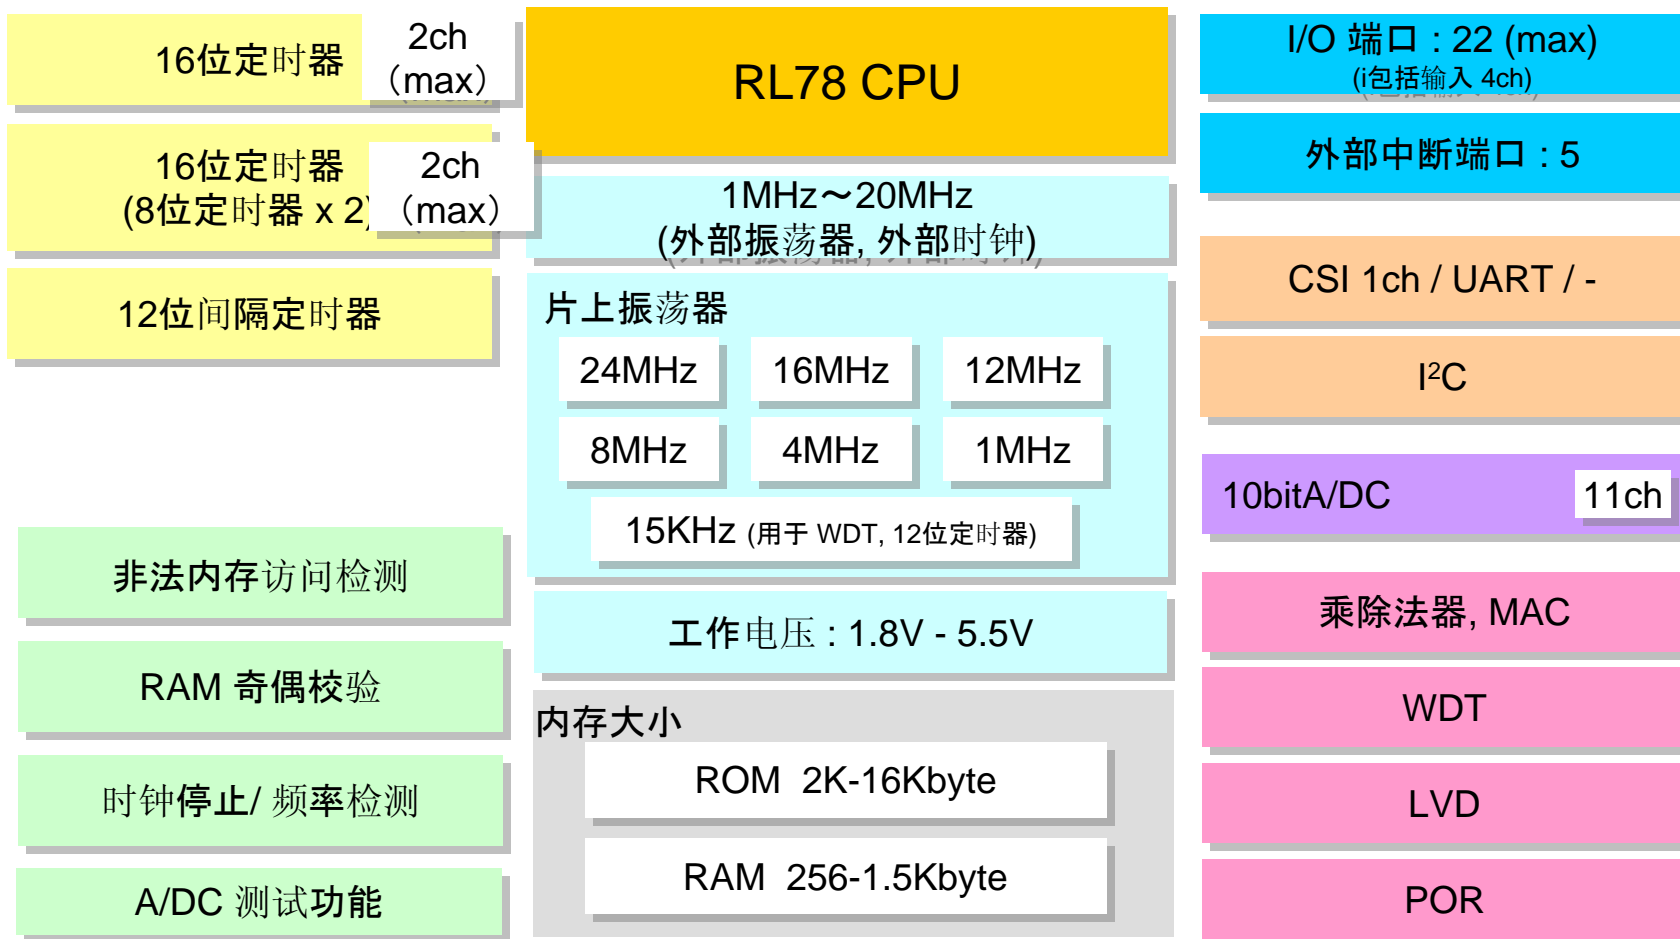 16位定时器
2ch
（max）
16位定时器
(8位定时器 x 2)
2ch
（max）
12位间隔定时器
非法内存访问检测
RAM 奇偶校验
时钟停止/ 频率检测
A/DC 测试功能
RL78 CPU
1MHz～20MHz
(外部振荡器, 外部时钟)
片上振荡器
24MHz
16MHz
12MHz
8MHz
4MHz
1MHz
15KHz (用于 WDT, 12位定时器)
工作电压 : 1.8V - 5.5V
内存大小
ROM 2K-16Kbyte
RAM 256-1.5Kbyte
I/O 端口 : 22 (max)
(i包括输入 4ch)
外部中断端口 : 5
CSI 1ch / UART / -
I²C
10bitA/DC
11ch
乘除法器, MAC
WDT
LVD
POR